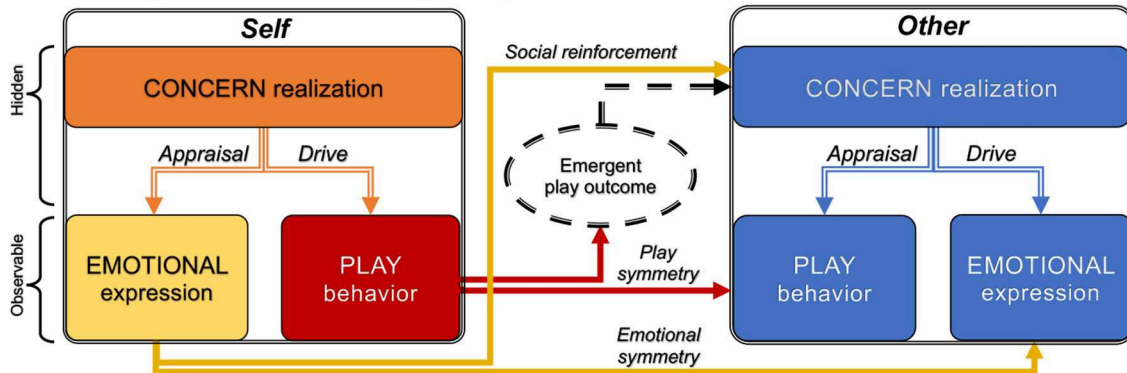 Self
Other
Hidden
Observable
CONCERN realization
Appraisal
Drive
EMOTIONAL
expression
PLAY
behavior
Social reinforcement
Emergent
play outcome
Play
symmetry
Emotional
symmetry
CONCERN realization
Appraisal
Drive
PLAY
behavior
EMOTIONAL
expression